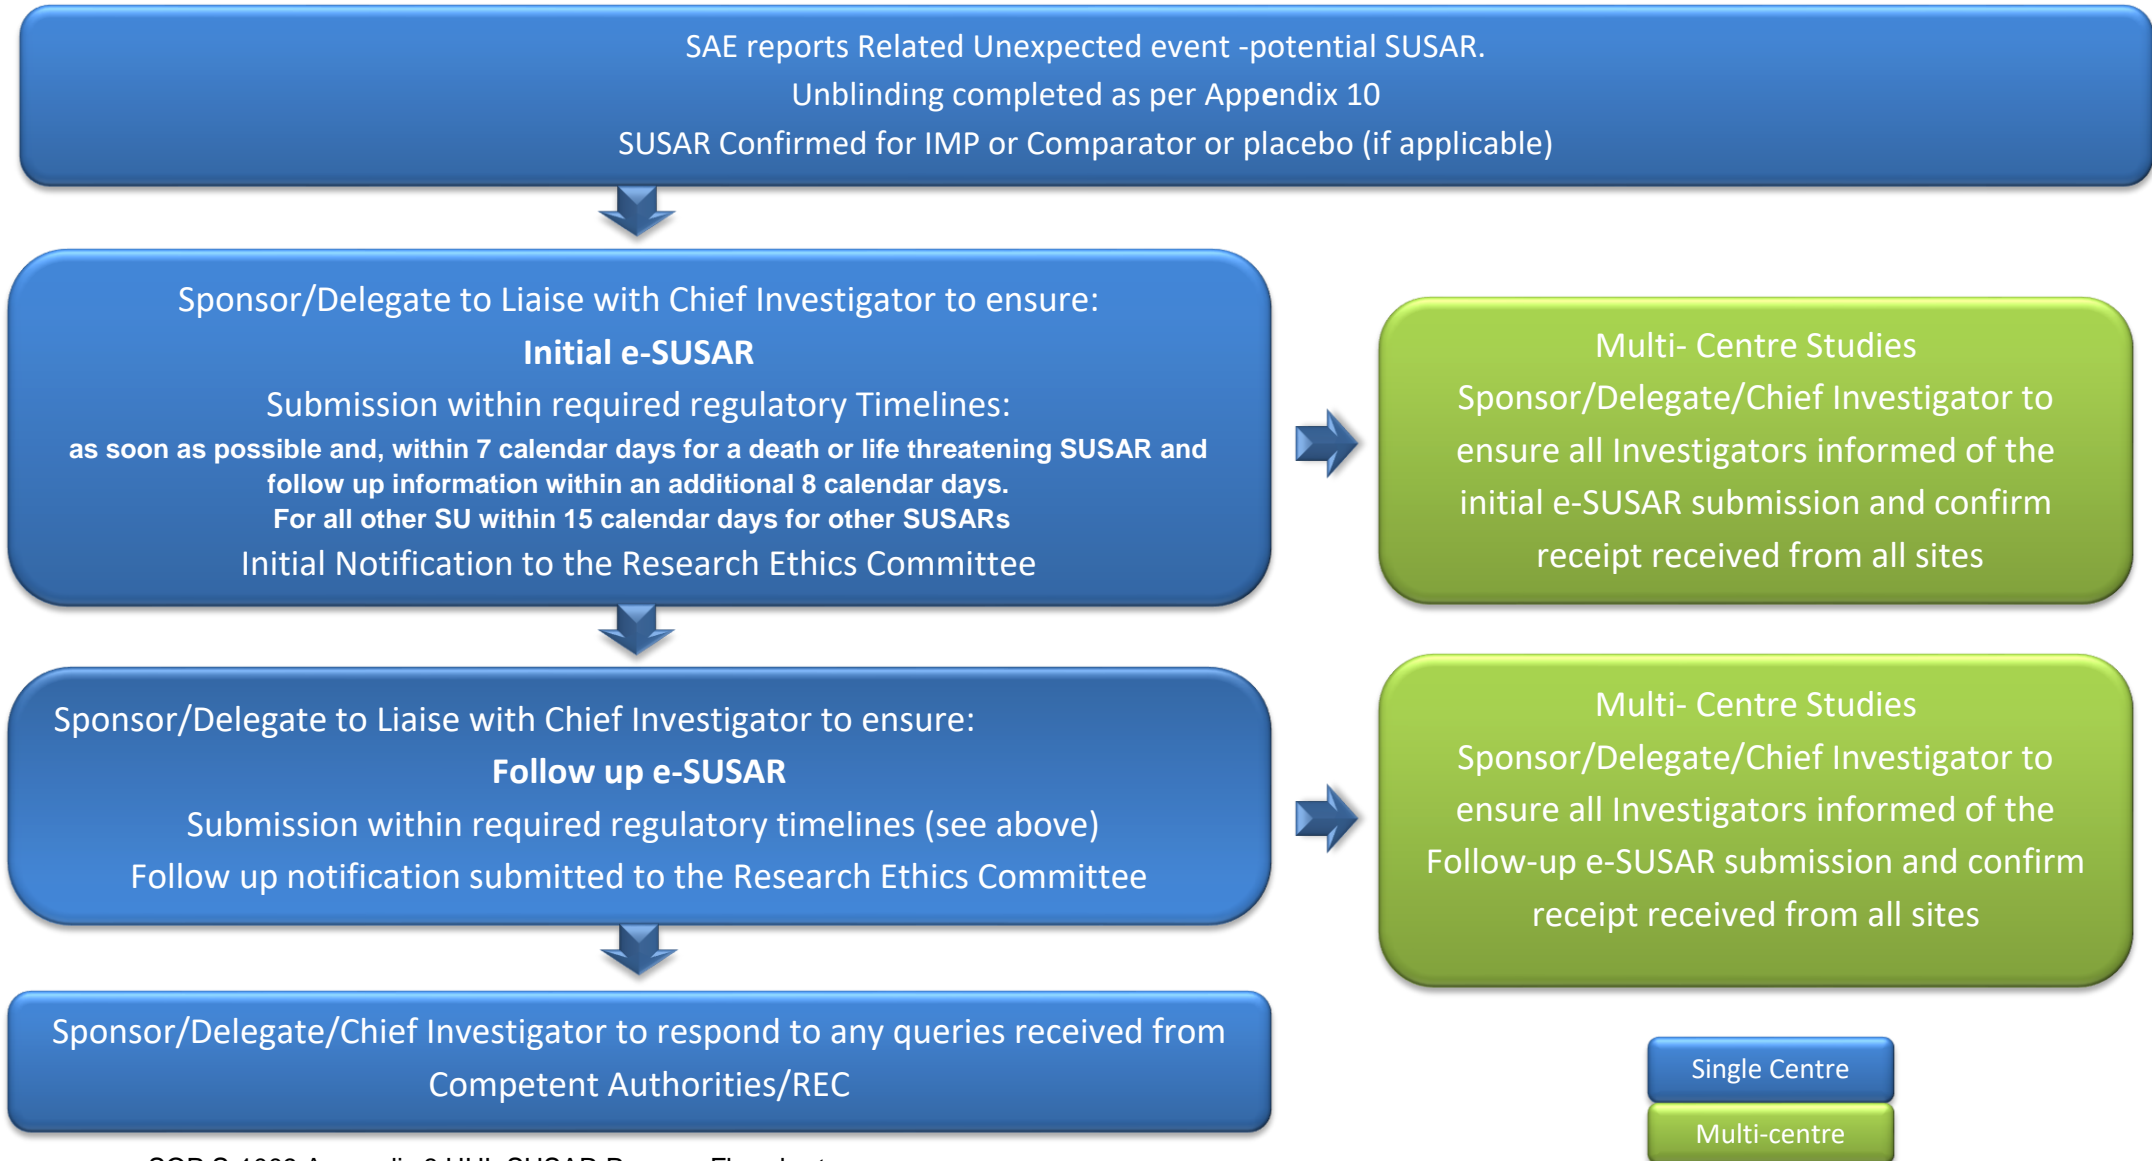 SAE reports Related Unexpected event -potential SUSAR.
Unblinding completed as per Appendix 10
SUSAR Confirmed for IMP or Comparator or placebo (if applicable)
Sponsor/Delegate to Liaise with Chief Investigator to ensure:
Initial e-SUSAR
Submission within required regulatory Timelines:
as soon as possible and, within 7 calendar days for a death or life threatening SUSAR and
follow up information within an additional 8 calendar days.
For all other SU within 15 calendar days for other SUSARs
Initial Notification to the Research Ethics Committee
Multi- Centre Studies
Sponsor/Delegate/Chief Investigator to
ensure all Investigators informed of the
initial e-SUSAR submission and confirm
receipt received from all sites
Sponsor/Delegate to Liaise with Chief Investigator to ensure:
Follow up e-SUSAR
Submission within required regulatory timelines (see above)
Follow up notification submitted to the Research Ethics Committee
Multi- Centre Studies
Sponsor/Delegate/Chief Investigator to
ensure all Investigators informed of the
Follow-up e-SUSAR submission and confirm
receipt received from all sites
Sponsor/Delegate/Chief Investigator to respond to any queries received from
Competent Authorities/REC
Single Centre
Multi-centre